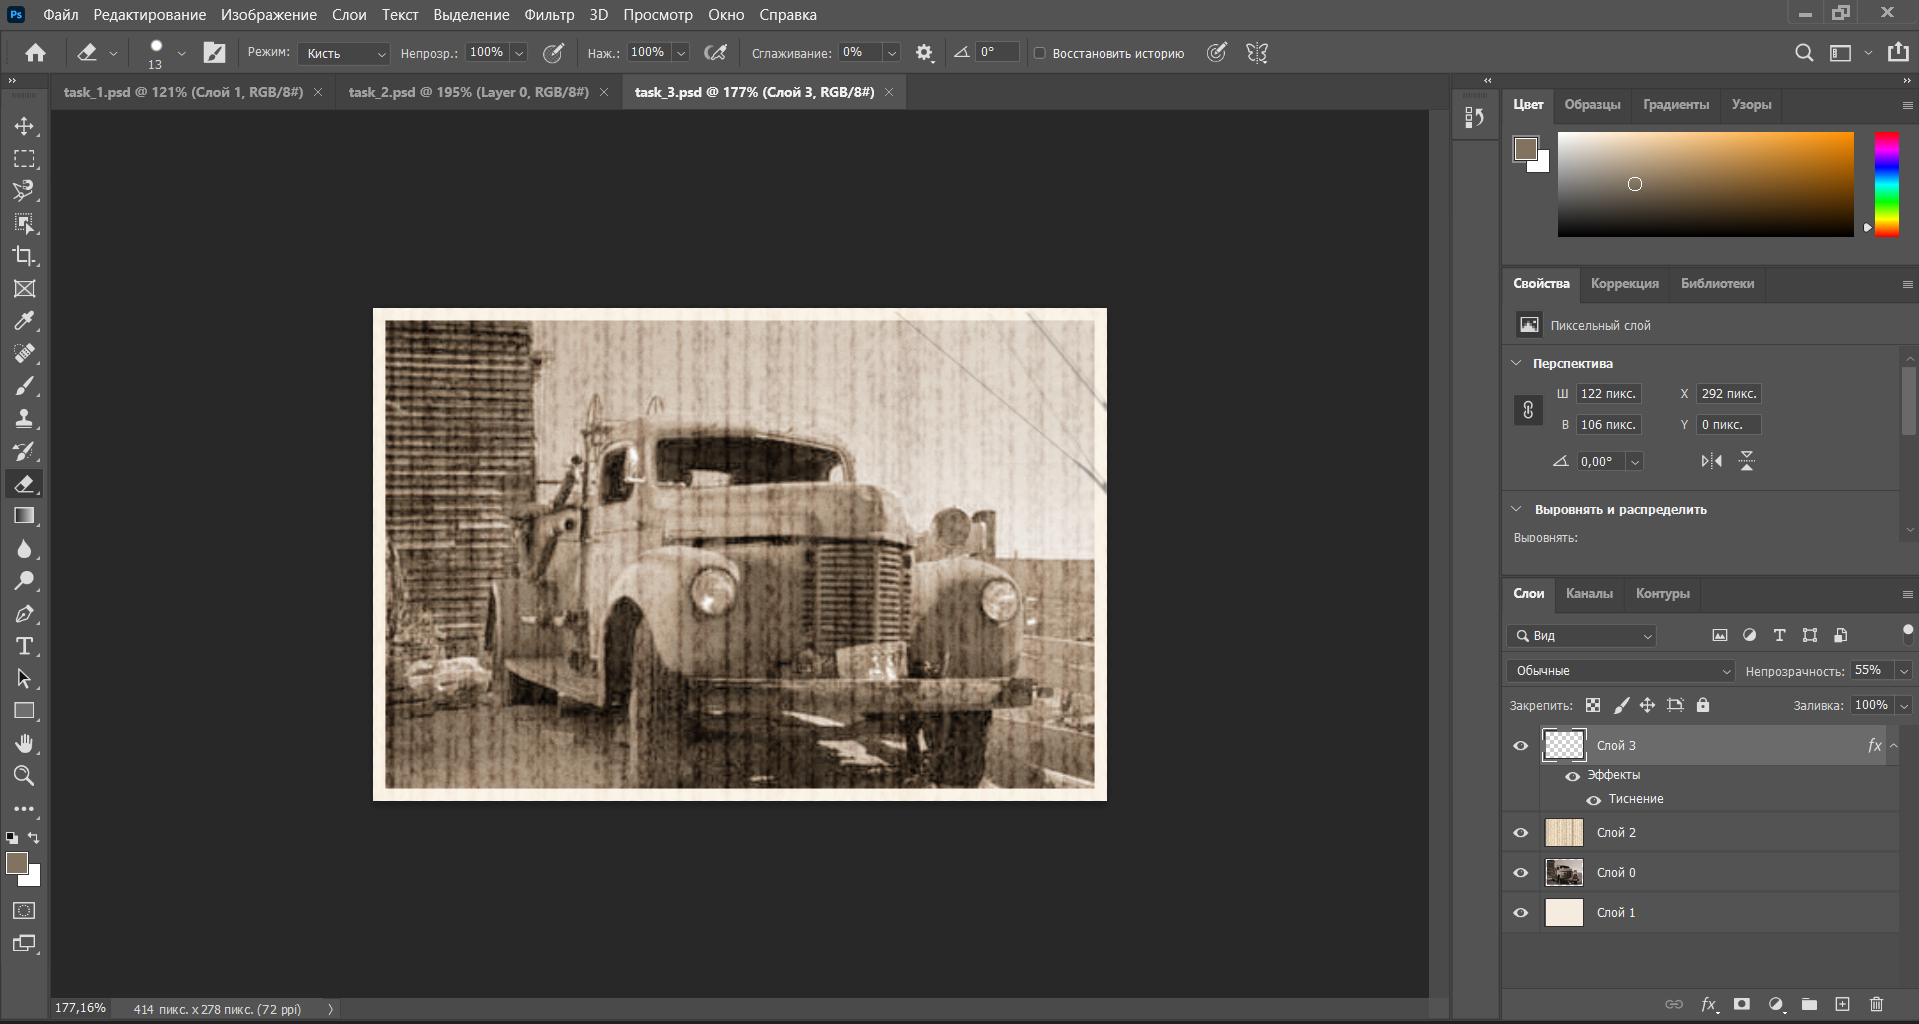 Ps Файл Редактирование Изображение Слои Текст Выделение Фильтр 3D Просмотр Окно Справка
13 Режим: Кисть Непрозр.: 100% Наж.: 100% Сглаживание: 0% 0° Восстановить историю
task_1.psd @ 121% (Слой 1, RGB/8#) task_2.psd @ 195% (Layer 0, RGB/8#) task_3.psd @ 177% (Слой 3, RGB/8#)
Цвет Образцы Градиенты Узоры
Свойства Коррекция Библиотеки
Пиксельный слой
Перспектива
Ш 122 пикс. X 292 пикс.
В 106 пикс. Y 0 пикс.
0,00°
Выровнять и распределить
Выровнять:
Слои Каналы Контуры
Вид
Обычные Непрозрачность: 55%
Закрепить: Заливка: 100%
Слой 3 fx
Эффекты
Тиснение
Слой 2
Слой 0
Слой 1
fx
177,16% 414 пикс. x 278 пикс. (72 ppi)